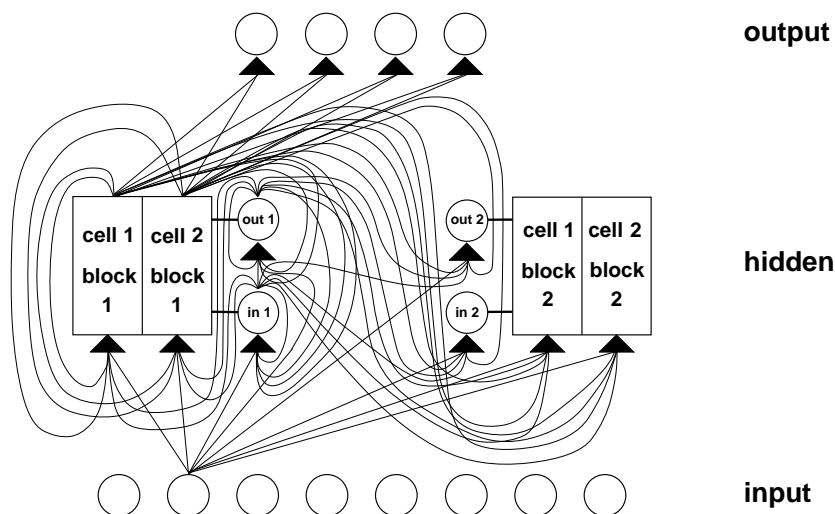 output
cell 1
block
1
cell 2
block
1
out 1
in 1
out 2
in 2
cell 1
block
2
cell 2
block
2
hidden
input